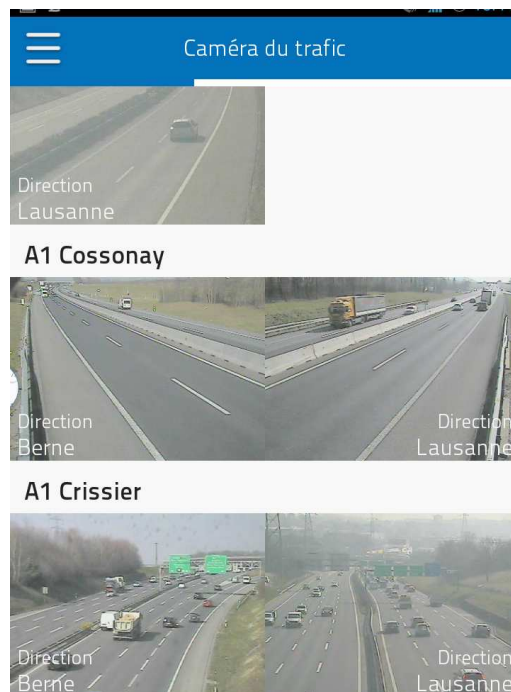 Caméra du trafic
Direction
Lausanne
A1 Cossonay
Direction
Berne
Direction
Lausanne
A1 Crissier
Direction
Berne
Direction
Lausanne